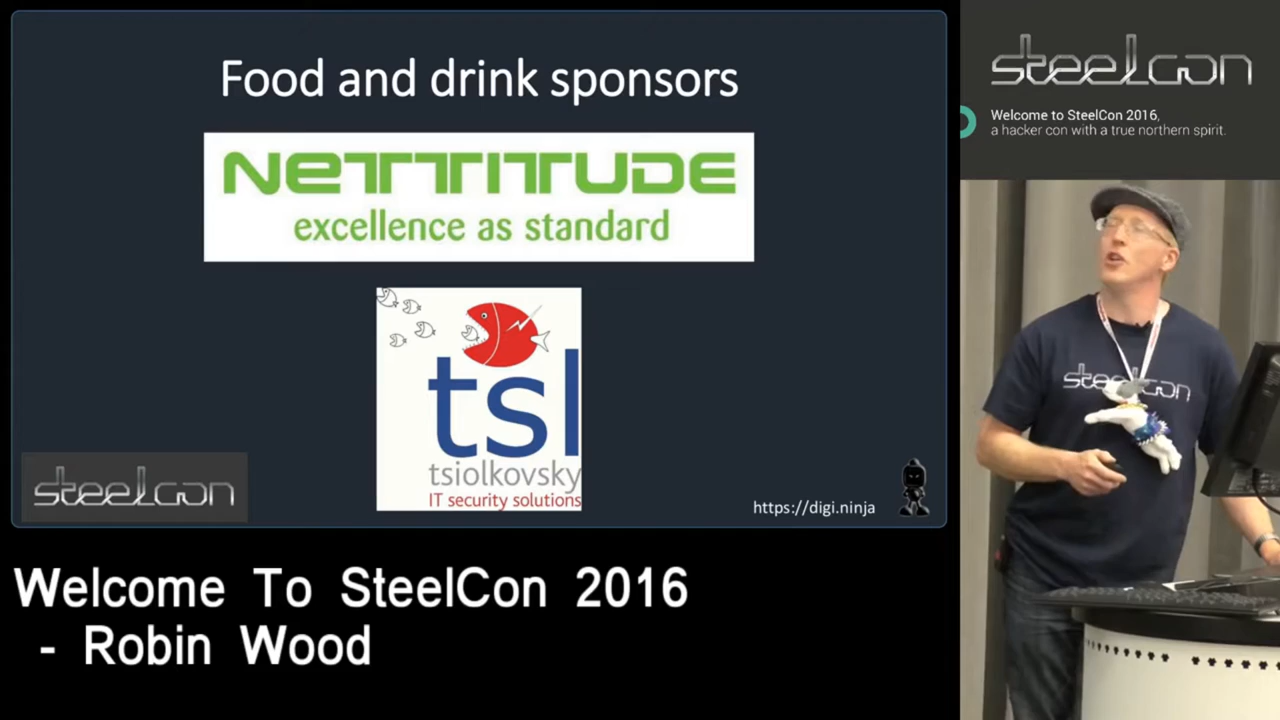 Food and drink sponsors
NETTITUDE
excellence as standard
tsl
tsiolkovsky
IT security solutions
steelcon
https://digi.ninja
Welcome To SteelCon 2016
- Robin Wood
steelcon
Welcome to SteelCon 2016,
a hacker con with a true northern spirit.
steelcon